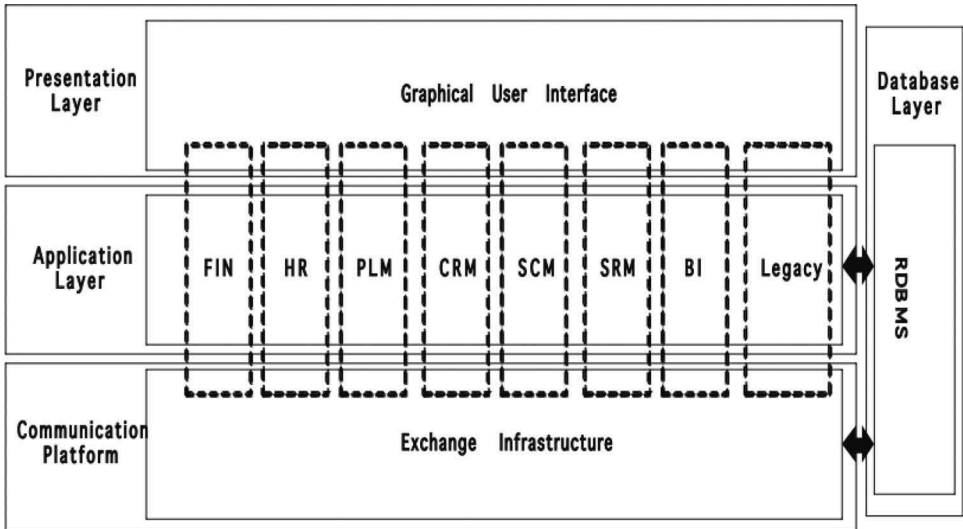 Presentation
Layer
Graphical User Interface
Database
Layer
Application
Layer
FIN
HR
PLM
CRM
SCM
SRM
BI
Legacy
RDBMS
Communication
Platform
Exchange Infrastructure